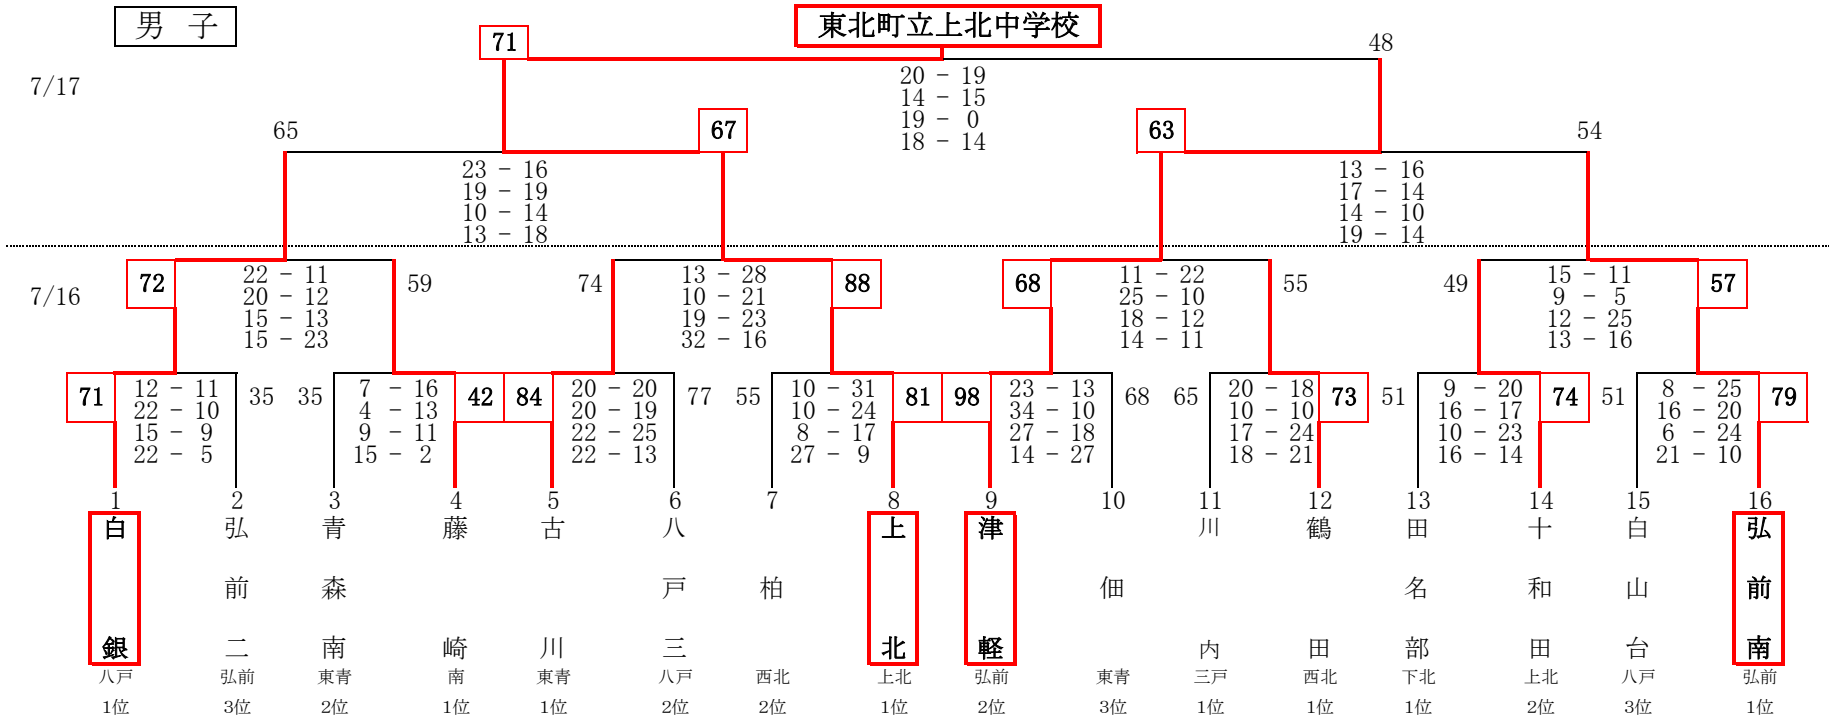 男 子
東北町立上北中学校
71
48
7/17
20 - 19
14 - 15
19 - 0
18 - 14
65
67
63
54
23 - 16
19 - 19
10 - 14
13 - 18
13 - 16
17 - 14
14 - 10
19 - 14
7/16
72
22 - 11
20 - 12
15 - 13
15 - 23
59
74
13 - 28
10 - 21
19 - 23
32 - 16
88
68
11 - 22
25 - 10
18 - 12
14 - 11
55
49
15 - 11
9 - 5
12 - 25
13 - 16
57
71
12 - 11
22 - 10
15 - 9
22 - 5
35
35
7 - 16
4 - 13
9 - 11
15 - 2
42
84
20 - 20
20 - 19
22 - 25
22 - 13
77
55
10 - 31
10 - 24
8 - 17
27 - 9
81
98
23 - 13
34 - 10
27 - 18
14 - 27
68
65
20 - 18
10 - 10
17 - 24
18 - 21
73
51
9 - 20
16 - 17
10 - 23
16 - 14
74
51
8 - 25
16 - 20
6 - 24
21 - 10
79
1 2 3 4 5 6 7 8 9 10 11 12 13 14 15 16
白銀
弘前二
青森南
藤崎
古川
八戸三
柏
上北
津軽
佃
川内
鶴田
田名部
十和田
白山台
弘前南
八戸 弘前 東青 南 東青 八戸 西北 上北 弘前 東青 三戸 西北 下北 上北 八戸 弘前
1位 3位 2位 1位 1位 2位 2位 1位 2位 3位 1位 1位 1位 2位 3位 1位